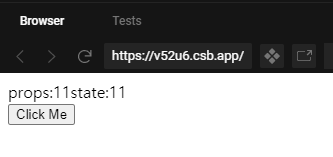 Browser Tests
https://v52u6.csb.app/
props:11state:11
Click Me